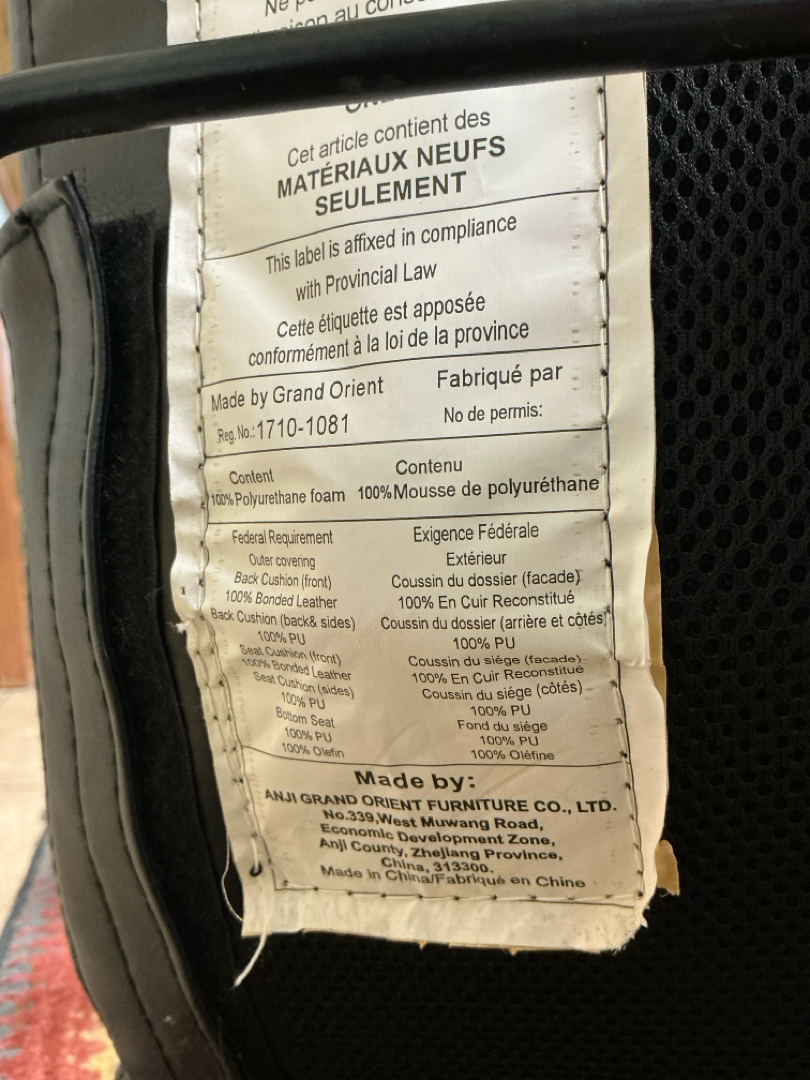 Ne
au
Cet article contient des
MATÉRIAUX NEUFS
SEULEMENT
This label is affixed in compliance
with Provincial Law
Cette étiquette est apposée
conformément à la loi de la province
Made by Grand Orient
Reg. No.:1710-1081
Fabriqué par
No de permis:
Content
100% Polyurethane foam
Contenu
100%Mousse de polyuréthane
Federal Requirement
Outer covering
Back Cushion (front)
100% Bonded Leather
Back Cushion (back& sides)
100% PU
Seat Cushion (front)
100% Bonded Leather
Seat Cushion (sides)
100% PU
Bottom Seat
100% PU
100% Olefin
Exigence Fédérale
Extérieur
Coussin du dossier (facade)
100% En Cuir Reconstitué
Coussin du dossier (arrière et côtés)
100% PU
Coussin du siége (facade)
100% En Cuir Reconstitué
Coussin du siége (côtés)
100% PU
Fond du siége
100% PU
100% Oléfine
Made by:
ANJI GRAND ORIENT FURNITURE CO., LTD.
No.339,West Muwang Road,
Economic Development Zone,
Anji County, Zhejiang Province,
China, 313300.
Made in China/Fabriqué en Chine